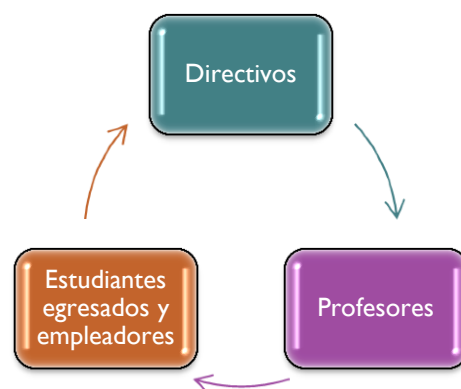 Directivos
Estudiantes
egresados y
empleadores
Profesores